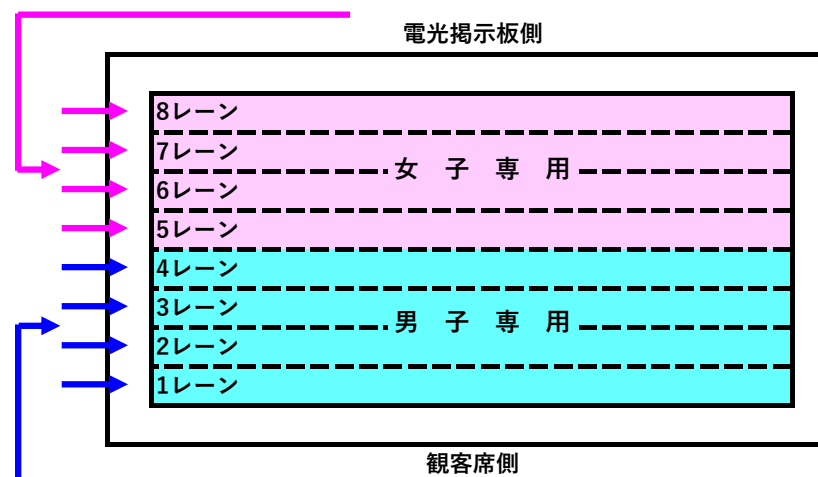 電光掲示板側
8レーン
7レーン
女子専用
6レーン
5レーン
4レーン
3レーン
男子専用
2レーン
1レーン
観客席側